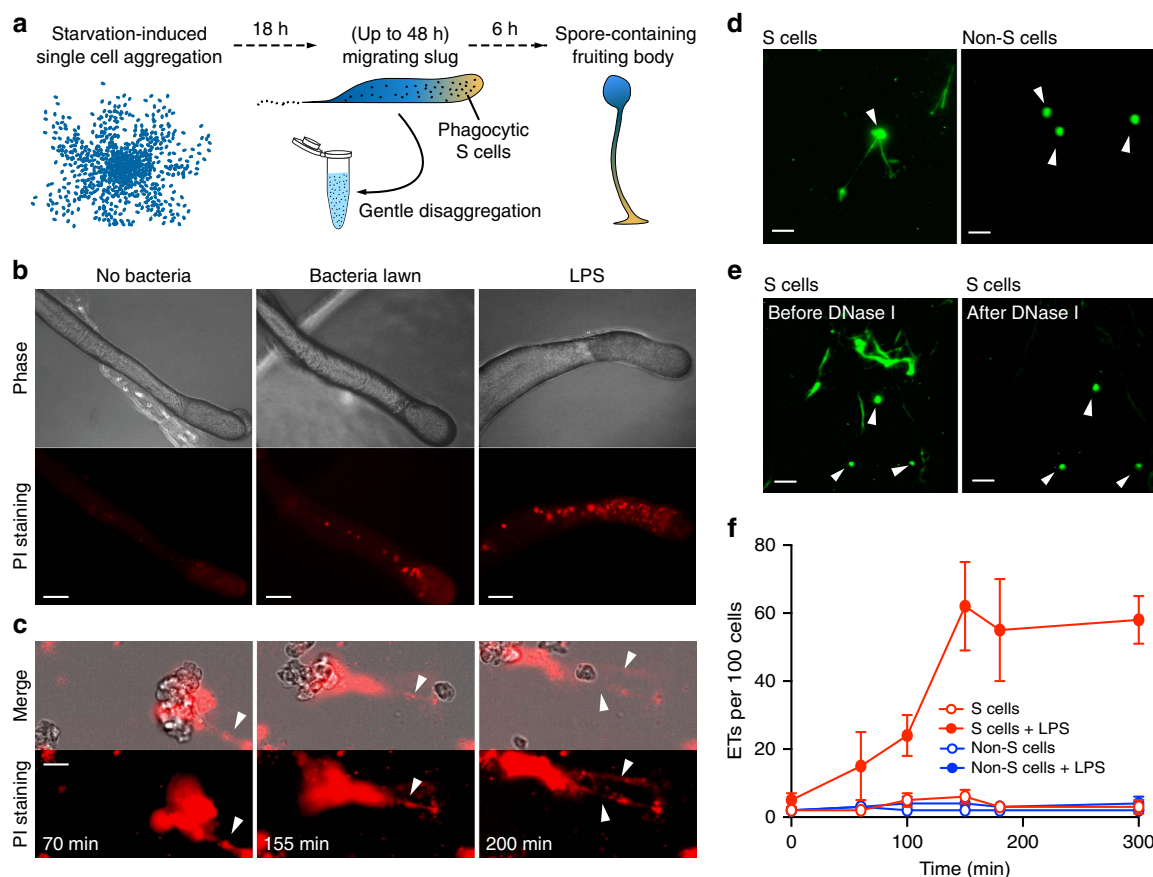 a
Starvation-induced
single cell aggregation
18 h
(Up to 48 h)
migrating slug
6 h
Spore-containing
fruiting body
Phagocytic
S cells
Gentle disaggregation
b
No bacteria
Bacteria lawn
LPS
Phase
PI staining
c
Merge
PI staining
70 min
155 min
200 min
d
S cells
Non-S cells
e
S cells
S cells
Before DNase I
After DNase I
f
ETs per 100 cells
80
60
40
20
0
S cells
S cells + LPS
Non-S cells
Non-S cells + LPS
0
100
200
300
Time (min)